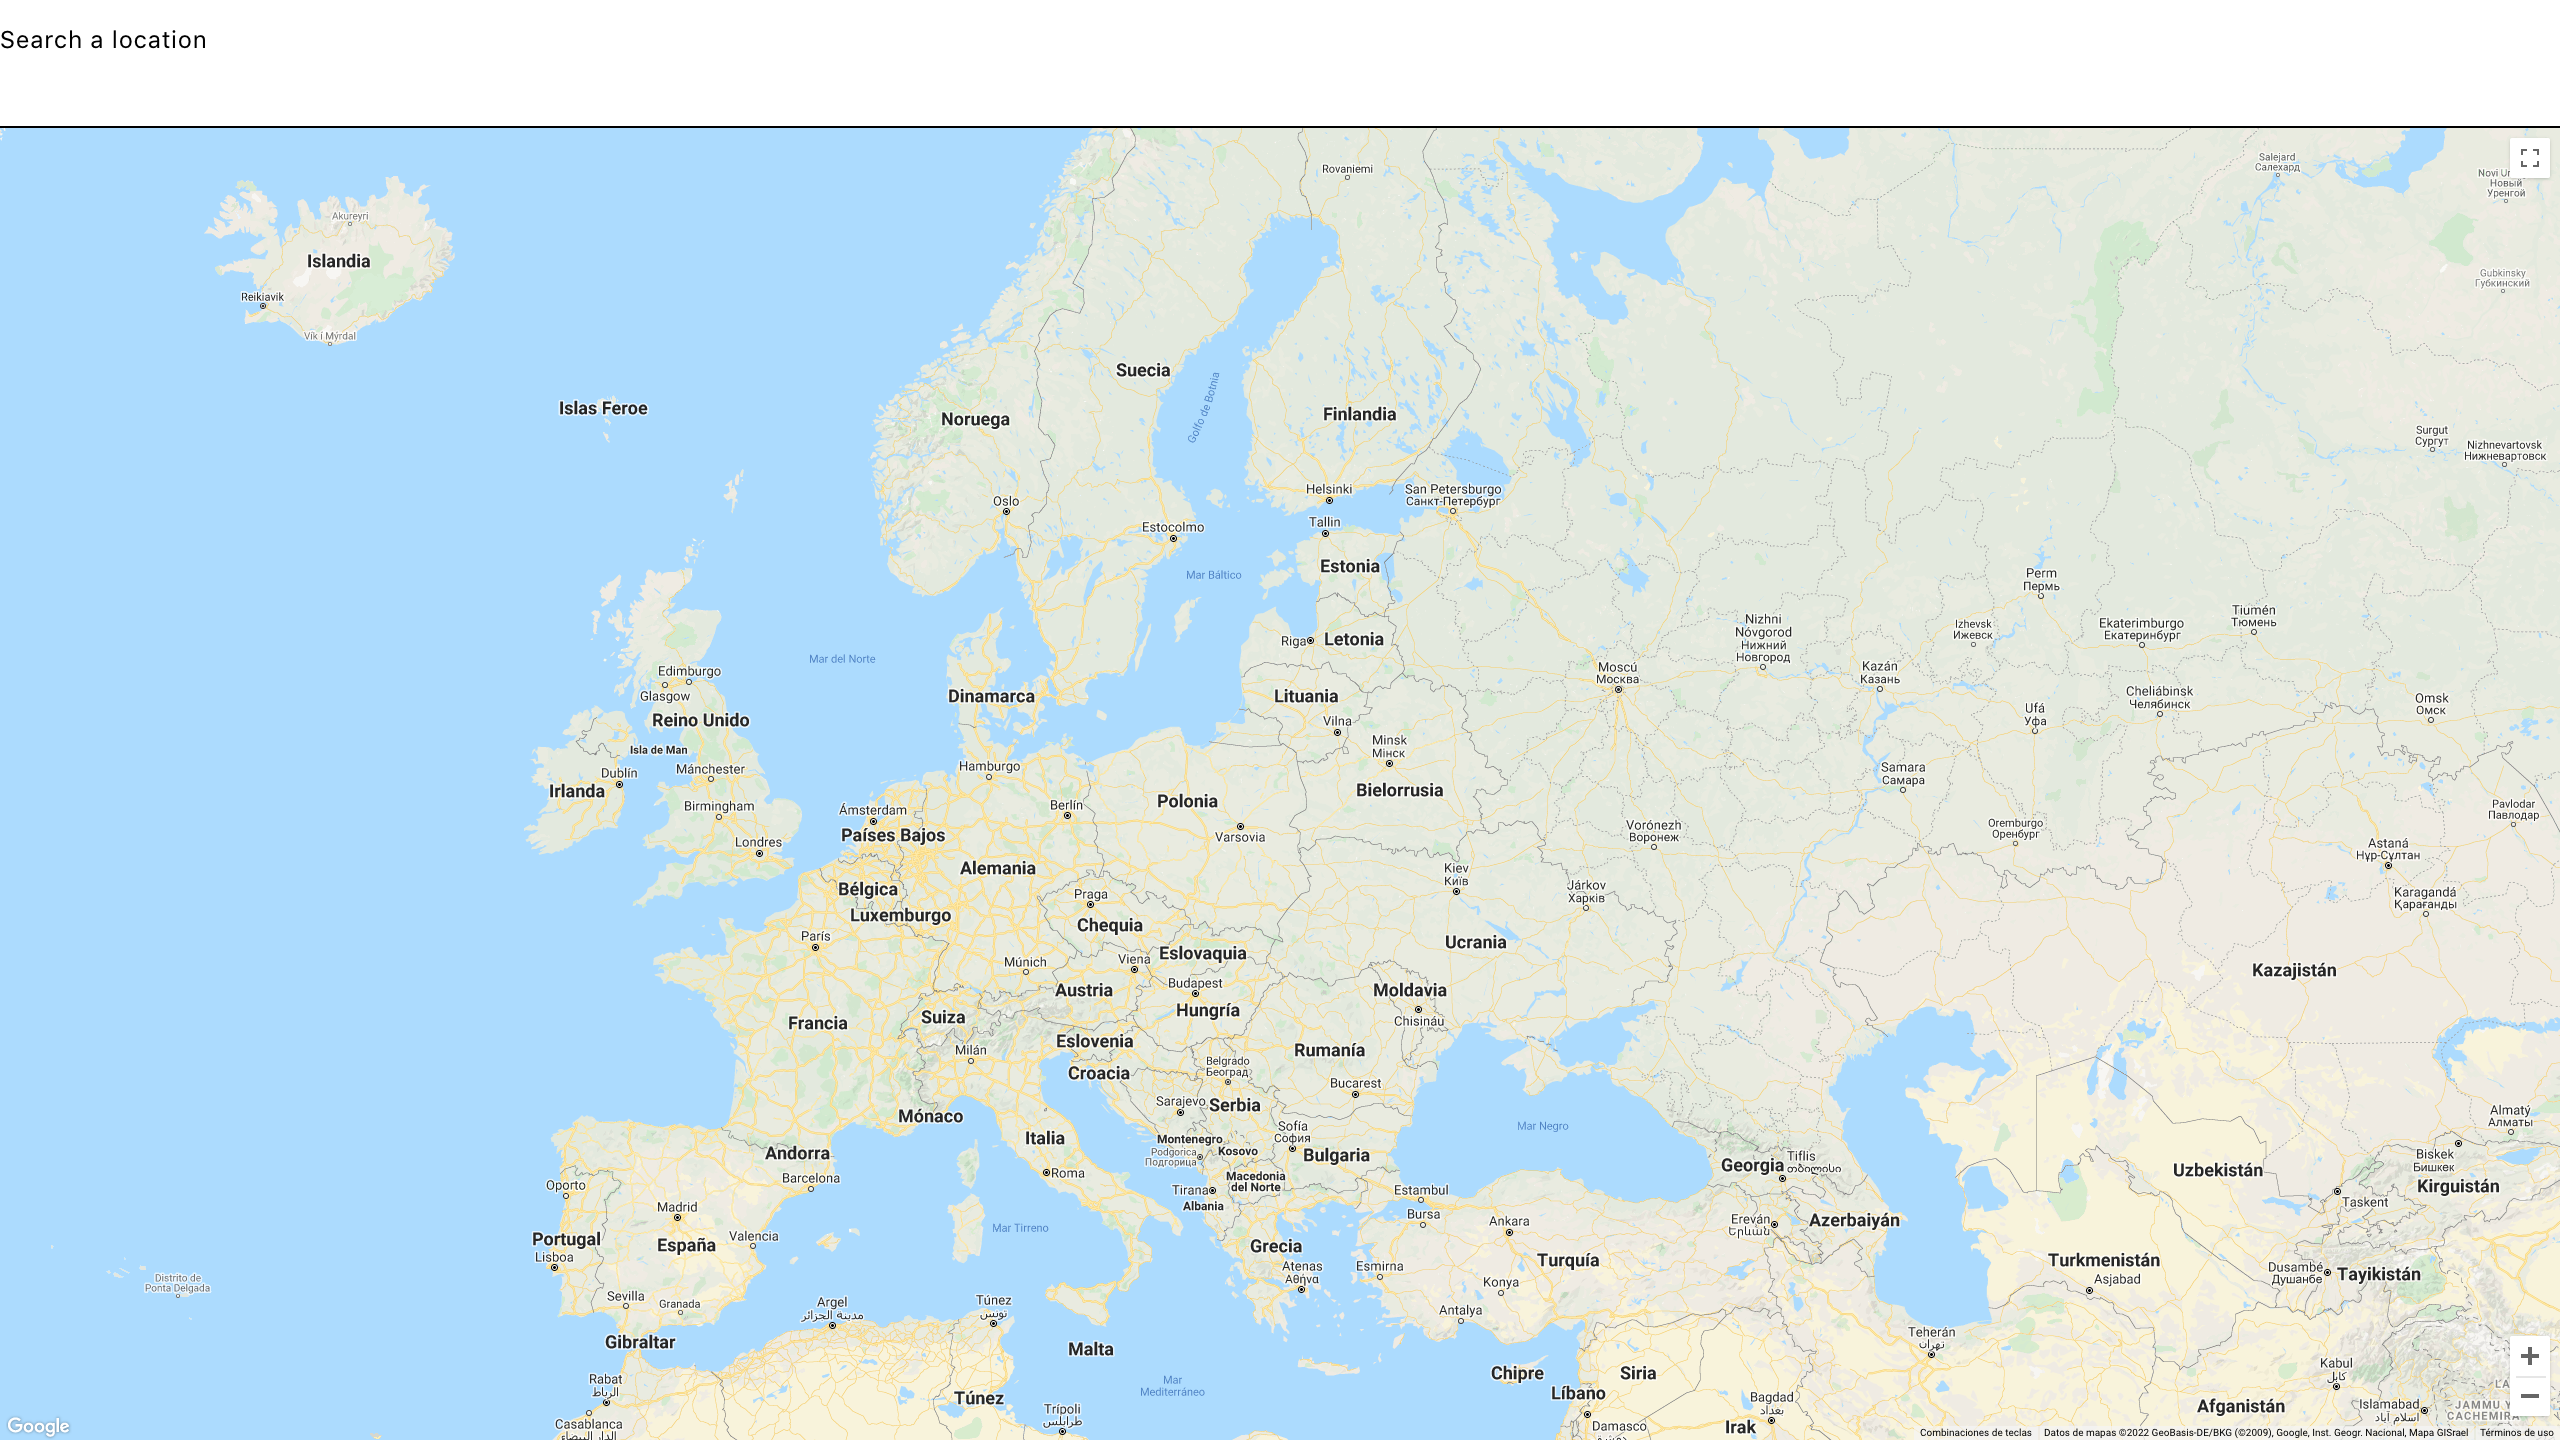 Search a location
Rovaniemi
Salejard
Салехард
Новый
Уренгой
Akureyri
Islandia
Reikiavik
Vík í Mýrdal
Gubkinsky
Губкинский
Suecia
Golfo de Botnia
Islas Feroe
Noruega
Finlandia
Surgut
Сургут
Nizhnevartovsk
Нижневартовск
Oslo
Helsinki
San Petersburgo
Санкт-Петербург
Estocolmo
Tallin
Estonia
Mar Báltico
Perm
Пермь
Nizhni
Nóvgorod
Нижний
Новгород
Izhevsk
Ижевск
Ekaterimburgo
Екатеринбург
Tiumén
Тюмень
Riga
Letonia
Mar del Norte
Edimburgo
Glasgow
Moscú
Москва
Kazán
Казань
Dinamarca
Lituania
Cheliábinsk
Челябинск
Omsk
Омск
Reino Unido
Vilna
Ufá
Уфа
Isla de Man
Minsk
Мінск
Mánchester
Dublín
Hamburgo
Samara
Самара
Irlanda
Bielorrusia
Birmingham
Ámsterdam
Berlín
Polonia
Pavlodar
Павлодар
Países Bajos
Varsovia
Vorónezh
Воронеж
Oremburgo
Оренбург
Londres
Alemania
Astaná
Нұр-Сұлтан
Kiev
Київ
Bélgica
Praga
Járkov
Харків
Karagandá
Қарағанды
Luxemburgo
Chequia
París
Eslovaquia
Ucrania
Múnich
Viena
Kazajistán
Austria
Budapest
Moldavia
Hungría
Suiza
Francia
Chisináu
Eslovenia
Milán
Rumanía
Croacia
Belgrado
Београд
Bucarest
Sarajevo
Serbia
Mónaco
Almatý
Алматы
Italia
Montenegro
Sofía
София
Mar Negro
Andorra
Podgorica
Подгорица
Kosovo
Bulgaria
Georgia
Tiflis
თბილისი
Biskek
Бишкек
Uzbekistán
Barcelona
Roma
Oporto
Macedonia
del Norte
Tirana
Estambul
Kirguistán
Taskent
Madrid
Albania
Bursa
Ankara
Ereván
Երևան
Azerbaiyán
Mar Tirreno
Portugal
España
Valencia
Grecia
Lisboa
Turquía
Turkmenistán
Asjabad
Distrito de
Ponta Delgada
Atenas
Αθήνα
Esmirna
Konya
Dusambé
Душанбе
Tayikistán
Sevilla
Granada
Argel
مدينة الجزائر
Túnez
تونس
Antalya
Gibraltar
Malta
Teherán
تهران
Chipre
Siria
Kabul
کابل
Rabat
الرباط
Mar
Mediterráneo
Líbano
Túnez
Bagdad
بغداد
Afganistán
Islamabad
اسلام آباد
JAMMU Y
CACHEMIRA
Trípoli
طرابلس
Casablanca
الدار البيضاء
Damasco
Irak
Google
Combinaciones de teclas
Datos de mapas ©2022 GeoBasis-DE/BKG (©2009), Google, Inst. Geogr. Nacional, Mapa GISrael
Términos de uso